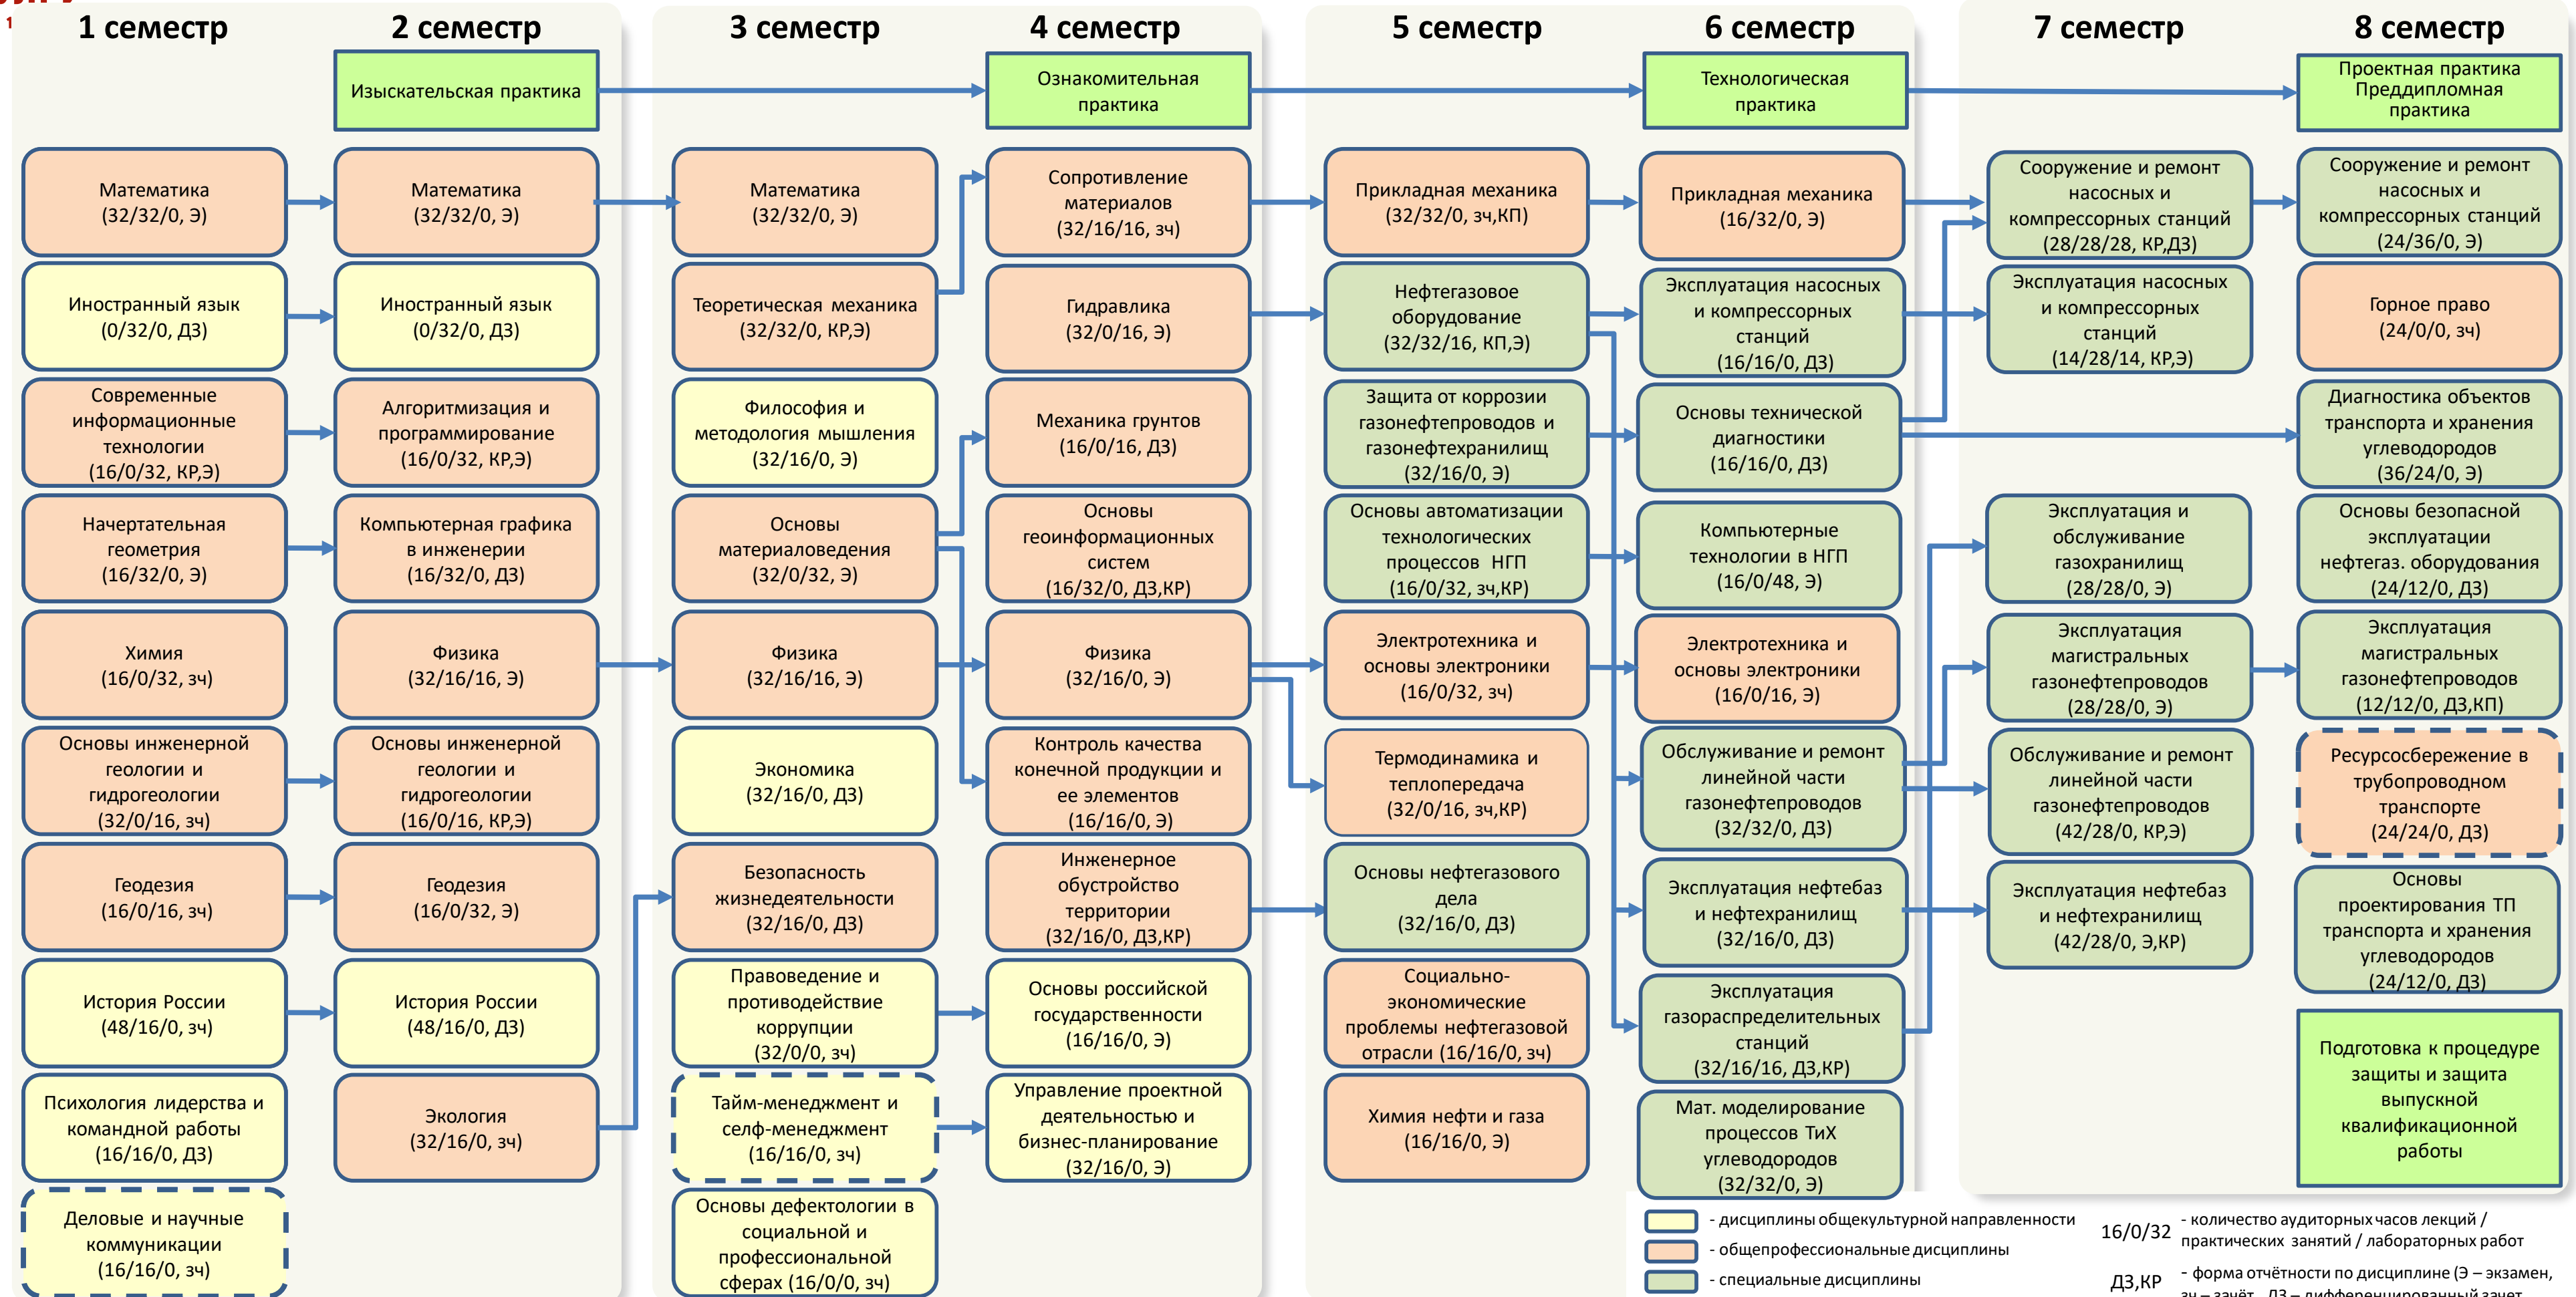 1
1 семестр
2 семестр
3 семестр
4 семестр
5 семестр
6 семестр
7 семестр
8 семестр
Изыскательская практика
Ознакомительная
практика
Технологическая
практика
Проектная практика
Преддипломная
практика
Математика
(32/32/0, Э)
Иностранный язык
(0/32/0, ДЗ)
Современные
информационные
технологии
(16/0/32, КР,Э)
Начертательная
геометрия
(16/32/0, Э)
Химия
(16/0/32, зч)
Основы инженерной
геологии и
гидрогеологии
(32/0/16, зч)
Геодезия
(16/0/16, зч)
История России
(48/16/0, зч)
Психология лидерства и
командной работы
(16/16/0, ДЗ)
Деловые и научные
коммуникации
(16/16/0, зч)
Математика
(32/32/0, Э)
Иностранный язык
(0/32/0, ДЗ)
Алгоритмизация и
программирование
(16/0/32, КР,Э)
Компьютерная графика
в инженерии
(16/32/0, ДЗ)
Физика
(32/16/16, Э)
Основы инженерной
геологии и
гидрогеологии
(16/0/16, КР,Э)
Геодезия
(16/0/32, Э)
История России
(48/16/0, ДЗ)
Экология
(32/16/0, зч)
Математика
(32/32/0, Э)
Теоретическая механика
(32/32/0, КР,Э)
Философия и
методология мышления
(32/16/0, Э)
Основы
материаловедения
(32/0/32, Э)
Физика
(32/16/16, Э)
Экономика
(32/16/0, ДЗ)
Безопасность
жизнедеятельности
(32/16/0, ДЗ)
Правоведение и
противодействие
коррупции
(32/0/0, зч)
Тайм-менеджмент и
селф-менеджмент
(16/16/0, зч)
Основы дефектологии в
социальной и
профессиональной
сферах (16/0/0, зч)
Сопротивление
материалов
(32/16/16, зч)
Гидравлика
(32/0/16, Э)
Механика грунтов
(16/0/16, ДЗ)
Основы
геоинформационных
систем
(16/32/0, ДЗ,КР)
Физика
(32/16/0, Э)
Контроль качества
конечной продукции и
ее элементов
(16/16/0, Э)
Инженерное
обустройство
территории
(32/16/0, ДЗ,КР)
Основы российской
государственности
(16/16/0, Э)
Управление проектной
деятельностью и
бизнес-планирование
(32/16/0, Э)
Прикладная механика
(32/32/0, зч,КП)
Нефтегазовое
оборудование
(32/32/16, КП,Э)
Защита от коррозии
газонефтепроводов и
газонефтехранилищ
(32/16/0, Э)
Основы автоматизации
технологических
процессов НГП
(16/0/32, зч,КР)
Электротехника и
основы электроники
(16/0/32, зч)
Термодинамика и
теплопередача
(32/0/16, зч,КР)
Основы нефтегазового
дела
(32/16/0, ДЗ)
Социально-
экономические
проблемы нефтегазовой
отрасли (16/16/0, зч)
Химия нефти и газа
(16/16/0, Э)
Прикладная механика
(16/32/0, Э)
Эксплуатация насосных
и компрессорных
станций
(16/16/0, ДЗ)
Основы технической
диагностики
(16/16/0, ДЗ)
Компьютерные
технологии в НГП
(16/0/48, Э)
Электротехника и
основы электроники
(16/0/16, Э)
Обслуживание и ремонт
линейной части
газонефтепроводов
(32/32/0, ДЗ)
Эксплуатация нефтебаз
и нефтехранилищ
(32/16/0, ДЗ)
Эксплуатация
газораспределительных
станций
(32/16/16, ДЗ,КР)
Мат. моделирование
процессов ТиХ
углеводородов
(32/32/0, Э)
Сооружение и ремонт
насосных и
компрессорных станций
(28/28/28, КР,ДЗ)
Эксплуатация насосных
и компрессорных
станций
(14/28/14, КР,Э)
Эксплуатация и
обслуживание
газохранилищ
(28/28/0, Э)
Эксплуатация
магистральных
газонефтепроводов
(28/28/0, Э)
Обслуживание и ремонт
линейной части
газонефтепроводов
(42/28/0, КР,Э)
Эксплуатация нефтебаз
и нефтехранилищ
(42/28/0, Э,КР)
Сооружение и ремонт
насосных и
компрессорных станций
(24/36/0, Э)
Горное право
(24/0/0, зч)
Диагностика объектов
транспорта и хранения
углеводородов
(36/24/0, Э)
Основы безопасной
эксплуатации
нефтегаз. оборудования
(24/12/0, ДЗ)
Эксплуатация
магистральных
газонефтепроводов
(12/12/0, ДЗ,КП)
Ресурсосбережение в
трубопроводном
транспорте
(24/24/0, ДЗ)
Основы
проектирования ТП
транспорта и хранения
углеводородов
(24/12/0, ДЗ)
Подготовка к процедуре
защиты и защита
выпускной
квалификационной
работы
- дисциплины общекультурной направленности
- общепрофессиональные дисциплины
- специальные дисциплины
16/0/32
- количество аудиторных часов лекций /
практических занятий / лабораторных работ
ДЗ,КР
- форма отчётности по дисциплине (Э – экзамен,
зч – зачёт, ДЗ – дифференцированный зачет